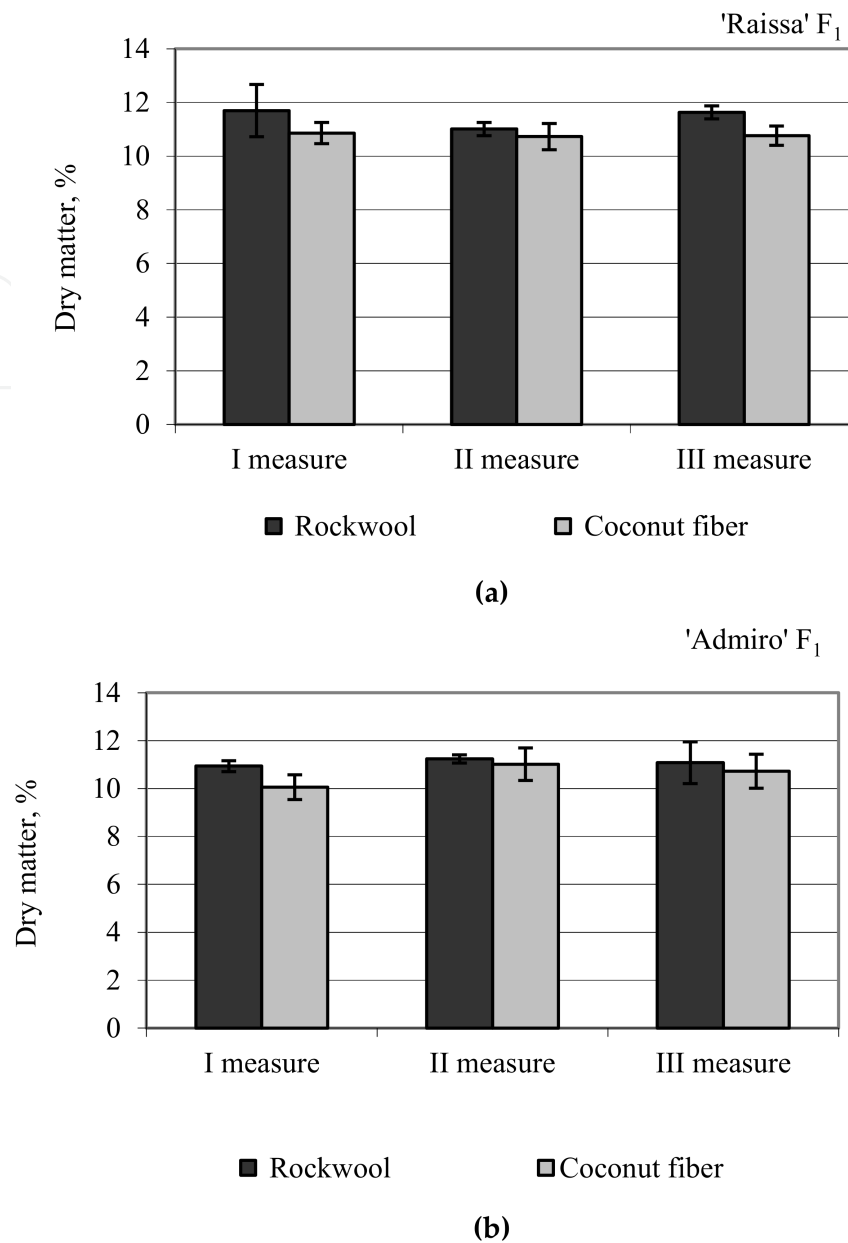 'Raissa' F1
14
12
10
8
6
4
2
0
Dry matter, %
I measure II measure III measure
Rockwool Coconut fiber
(a)
'Admiro' F1
14
12
10
8
6
4
2
0
Dry matter, %
I measure II measure III measure
Rockwool Coconut fiber
(b)